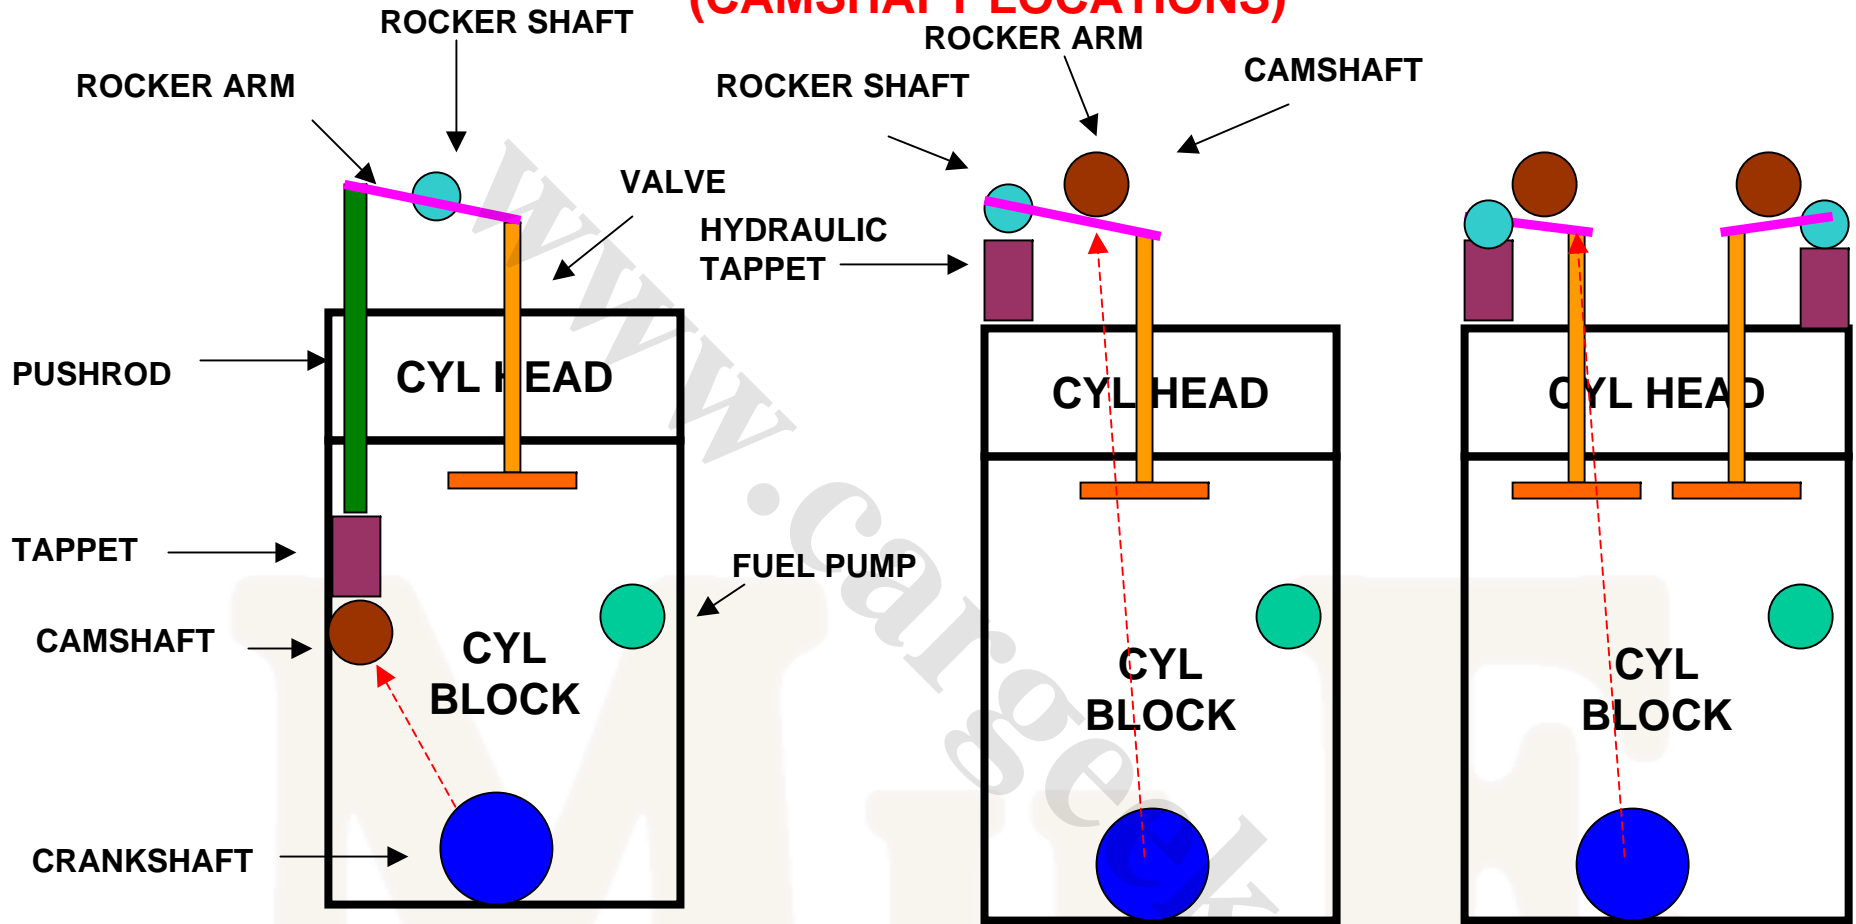 (CAMSHAFT LOCATIONS)
ROCKER SHAFT
ROCKER ARM
VALVE
PUSHROD
CYL HEAD
TAPPET
FUEL PUMP
CAMSHAFT
CYL
BLOCK
CRANKSHAFT
ROCKER ARM
CAMSHAFT
ROCKER SHAFT
HYDRAULIC
TAPPET
CYL HEAD
CYL
BLOCK
CYL HEAD
CYL
BLOCK
www.cargeek